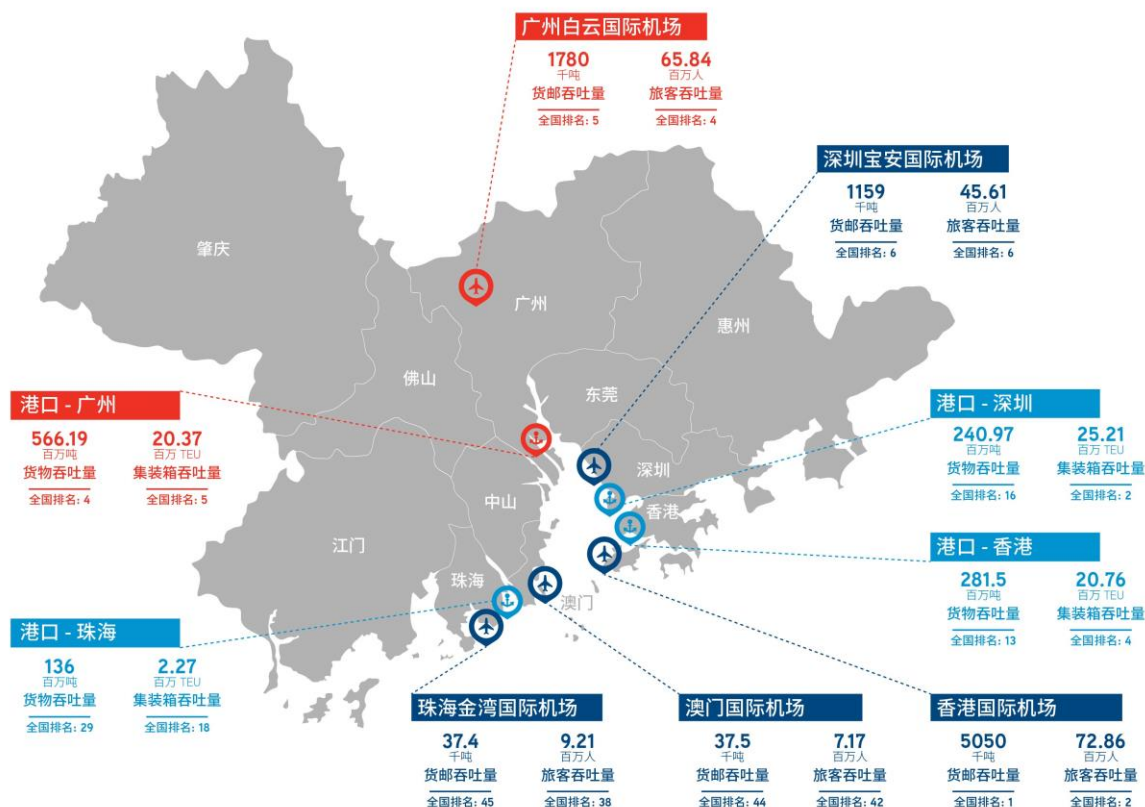 广州白云国际机场
1780 65.84
千吨 百万人
货邮吞吐量 旅客吞吐量
全国排名: 5 全国排名: 4
深圳宝安国际机场
1159 45.61
千吨 百万人
货邮吞吐量 旅客吞吐量
全国排名: 6 全国排名: 6
肇庆
广州
惠州
佛山
东莞
深圳
香港
中山
江门
珠海
澳门
港口 - 广州
566.19 20.37
百万吨 百万 TEU
货物吞吐量 集装箱吞吐量
全国排名: 4 全国排名: 5
港口 - 深圳
240.97 25.21
百万吨 百万 TEU
货物吞吐量 集装箱吞吐量
全国排名: 16 全国排名: 2
港口 - 香港
281.5 20.76
百万吨 百万 TEU
货物吞吐量 集装箱吞吐量
全国排名: 13 全国排名: 4
港口 - 珠海
136 2.27
百万吨 百万 TEU
货物吞吐量 集装箱吞吐量
全国排名: 29 全国排名: 18
珠海金湾国际机场
37.4 9.21
千吨 百万人
货邮吞吐量 旅客吞吐量
全国排名: 45 全国排名: 38
澳门国际机场
37.5 7.17
千吨 百万人
货邮吞吐量 旅客吞吐量
全国排名: 44 全国排名: 42
香港国际机场
5050 72.86
千吨 百万人
货邮吞吐量 旅客吞吐量
全国排名: 1 全国排名: 2